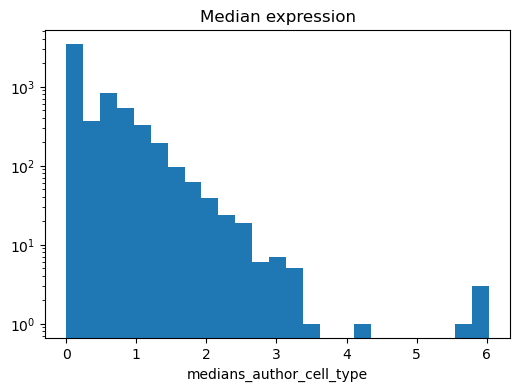 Median expression
10³
10²
10¹
10⁰
0 1 2 3 4 5 6
medians_author_cell_type